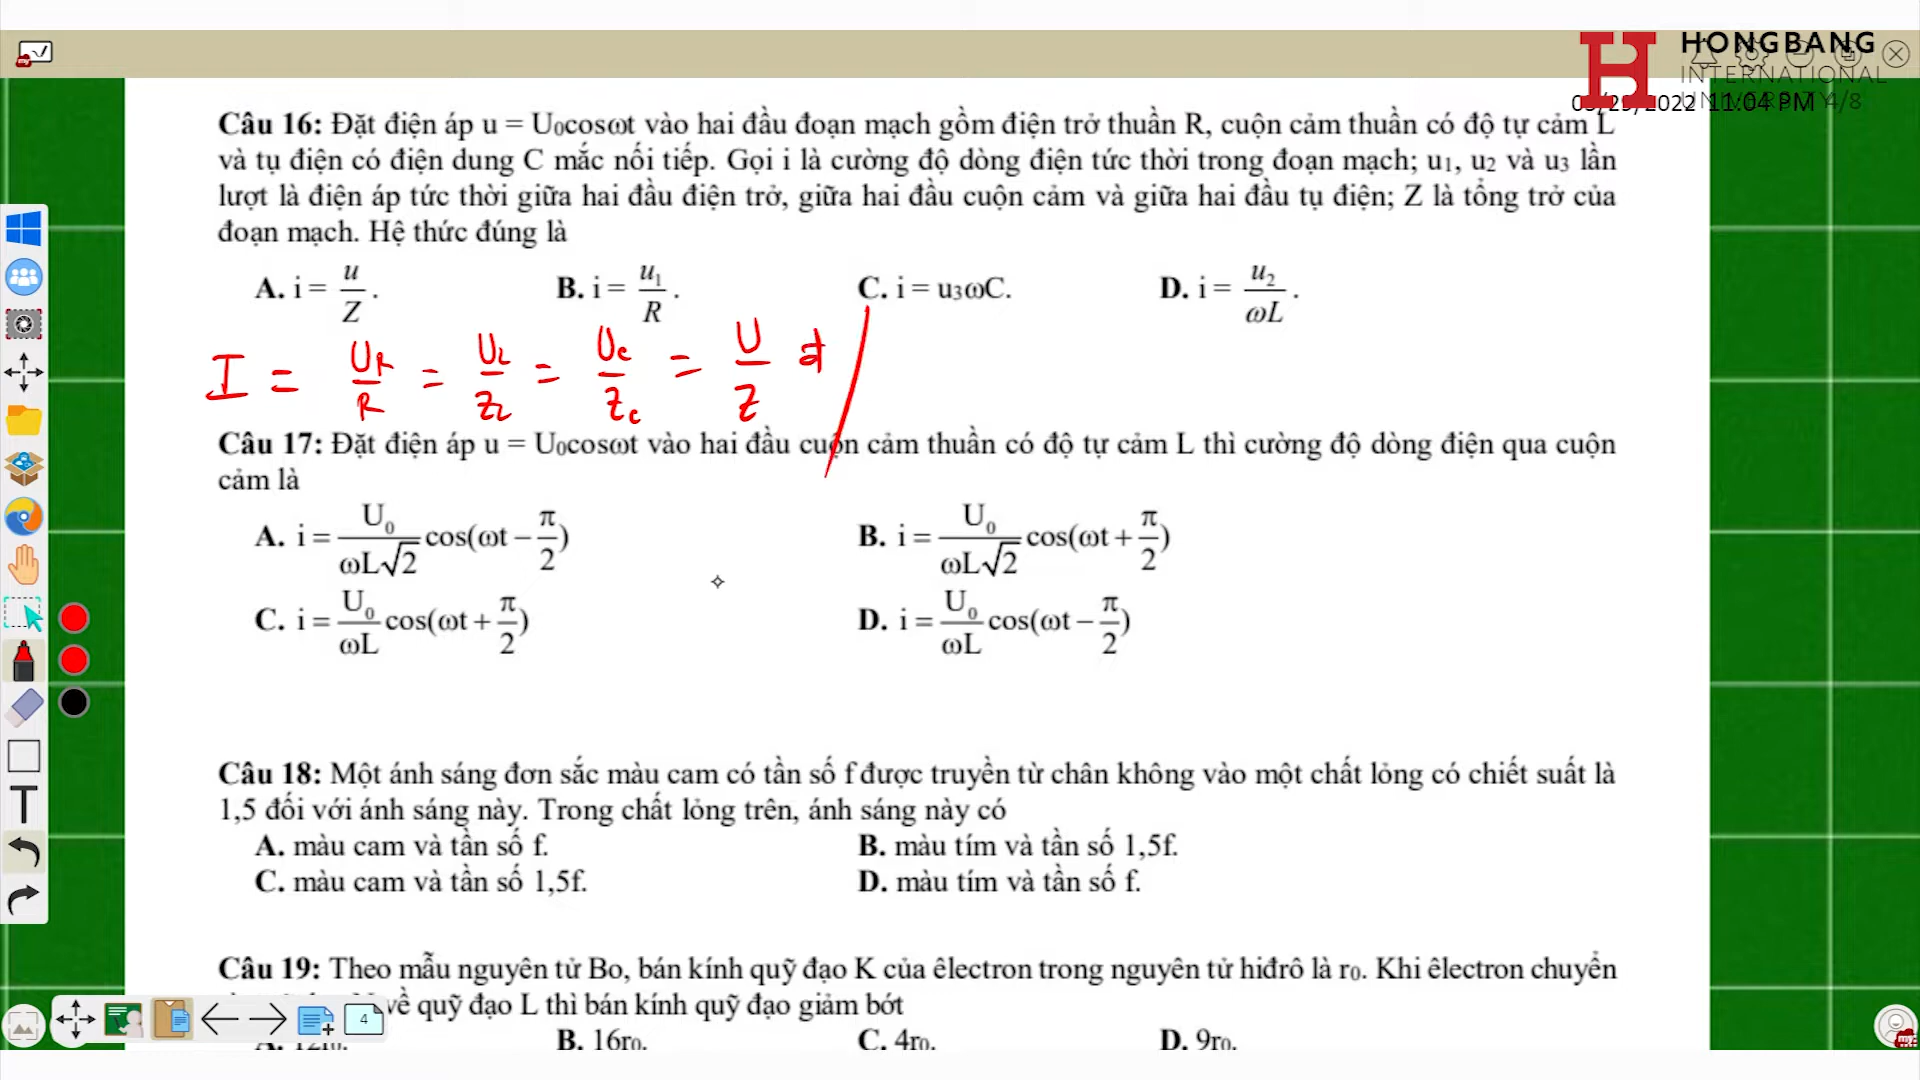 HONGBANG
INTERNATIONAL
UNIVERSITY
/2022 11:04 PM 4/8
Câu 16: Đặt điện áp u = U₀cosωt vào hai đầu đoạn mạch gồm điện trở thuần R, cuộn cảm thuần có độ tự cảm L
và tụ điện có điện dung C mắc nối tiếp. Gọi i là cường độ dòng điện tức thời trong đoạn mạch; u₁, u₂ và u₃ lần
lượt là điện áp tức thời giữa hai đầu điện trở, giữa hai đầu cuộn cảm và giữa hai đầu tụ điện; Z là tổng trở của
đoạn mạch. Hệ thức đúng là
A. i = u/Z. B. i = u₁/R. C. i = u₃ωC. D. i = u₂/ωL.
I = U_R/R = U_L/Z_L = U_C/Z_C = U/Z
Câu 17: Đặt điện áp u = U₀cosωt vào hai đầu cuộn cảm thuần có độ tự cảm L thì cường độ dòng điện qua cuộn
cảm là
A. i = U₀/(ωL√2) cos(ωt − π/2) B. i = U₀/(ωL√2) cos(ωt + π/2)
C. i = U₀/ωL cos(ωt + π/2) D. i = U₀/ωL cos(ωt − π/2)
Câu 18: Một ánh sáng đơn sắc màu cam có tần số f được truyền từ chân không vào một chất lỏng có chiết suất là
1,5 đối với ánh sáng này. Trong chất lỏng trên, ánh sáng này có
A. màu cam và tần số f. B. màu tím và tần số 1,5f.
C. màu cam và tần số 1,5f. D. màu tím và tần số f.
Câu 19: Theo mẫu nguyên tử Bo, bán kính quỹ đạo K của êlectron trong nguyên tử hiđrô là r₀. Khi êlectron chuyển
về quỹ đạo L thì bán kính quỹ đạo giảm bớt
A. 12r₀. B. 16r₀. C. 4r₀. D. 9r₀.
4